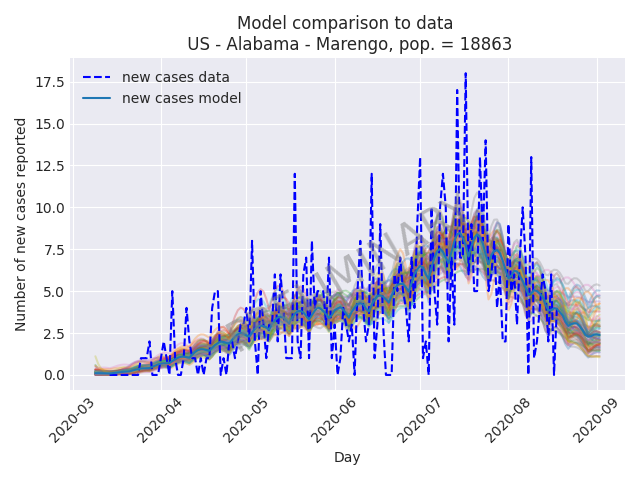 Model comparison to data
US - Alabama - Marengo, pop. = 18863
new cases data
new cases model
Number of new cases reported
17.5
15.0
12.5
10.0
7.5
5.0
2.5
0.0
2020-03
2020-04
2020-05
2020-06
2020-07
2020-08
2020-09
Day